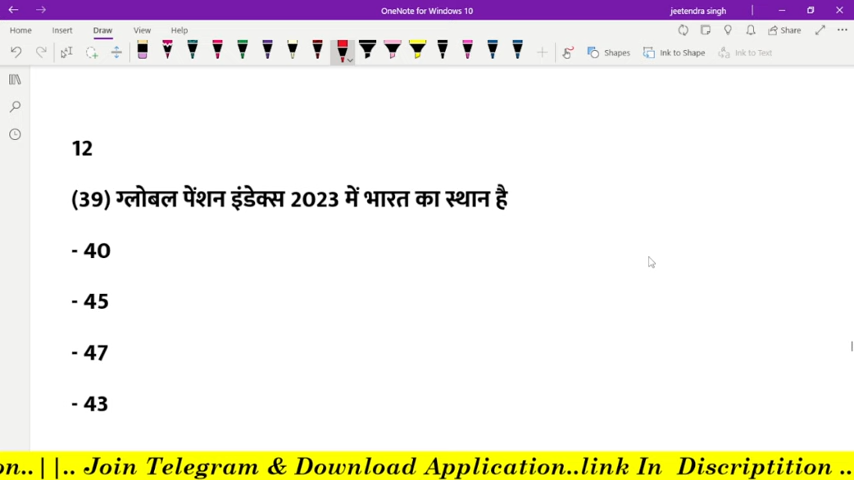 OneNote for Windows 10
jeetendra singh
Home Insert Draw View Help
Share
Shapes Ink to Shape Ink to Text
12
(39) ग्लोबल पेंशन इंडेक्स 2023 में भारत का स्थान है
- 40
- 45
- 47
- 43
on..||.. Join Telegram & Download Application..link In Discriptition ..